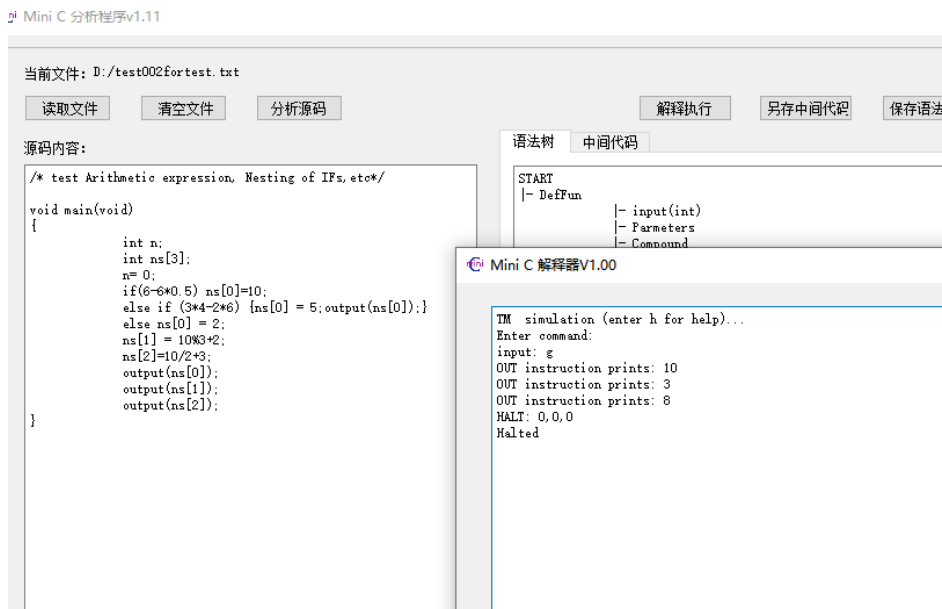 Mini C 分析程序v1.11
当前文件: D:/test002fortest.txt
读取文件 清空文件 分析源码 解释执行 另存中间代码 保存语法
源码内容:
语法树 中间代码
/* test Arithmetic expression, Nesting of IFs,etc*/
void main(void)
{
int n;
int ns[3];
n= 0;
if(6-6*0.5) ns[0]=10;
else if (3*4-2*6) {ns[0] = 5;output(ns[0]);}
else ns[0] = 2;
ns[1] = 10%3+2;
ns[2]=10/2+3;
output(ns[0]);
output(ns[1]);
output(ns[2]);
}
START
|- DefFun
|- input(int)
|- Parmeters
|- Compound
Mini C 解释器V1.00
TM simulation (enter h for help)...
Enter command:
input: g
OUT instruction prints: 10
OUT instruction prints: 3
OUT instruction prints: 8
HALT: 0,0,0
Halted